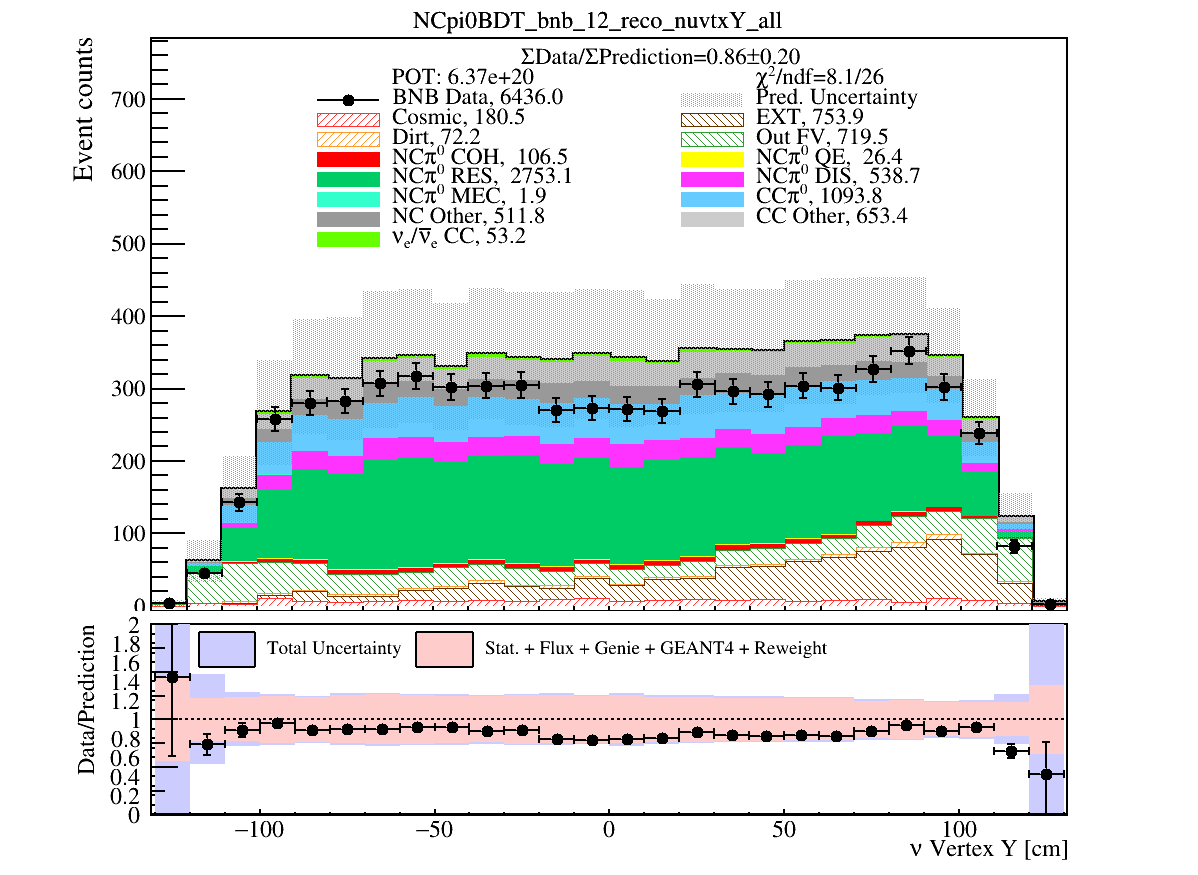 NCpi0BDT_bnb_12_reco_nuvtxY_all
ΣData/ΣPrediction=0.86±0.20
POT: 6.37e+20
χ²/ndf=8.1/26
BNB Data, 6436.0
Pred. Uncertainty
Cosmic, 180.5
EXT, 753.9
Dirt, 72.2
Out FV, 719.5
NCπ⁰ COH, 106.5
NCπ⁰ QE, 26.4
NCπ⁰ RES, 2753.1
NCπ⁰ DIS, 538.7
NCπ⁰ MEC, 1.9
CCπ⁰, 1093.8
NC Other, 511.8
CC Other, 653.4
νₑ/ν̅ₑ CC, 53.2
Event counts
700
600
500
400
300
200
100
0
Total Uncertainty
Stat. + Flux + Genie + GEANT4 + Reweight
Data/Prediction
2
1.8
1.6
1.4
1.2
1
0.8
0.6
0.4
0.2
0
−100
−50
0
50
100
ν Vertex Y [cm]